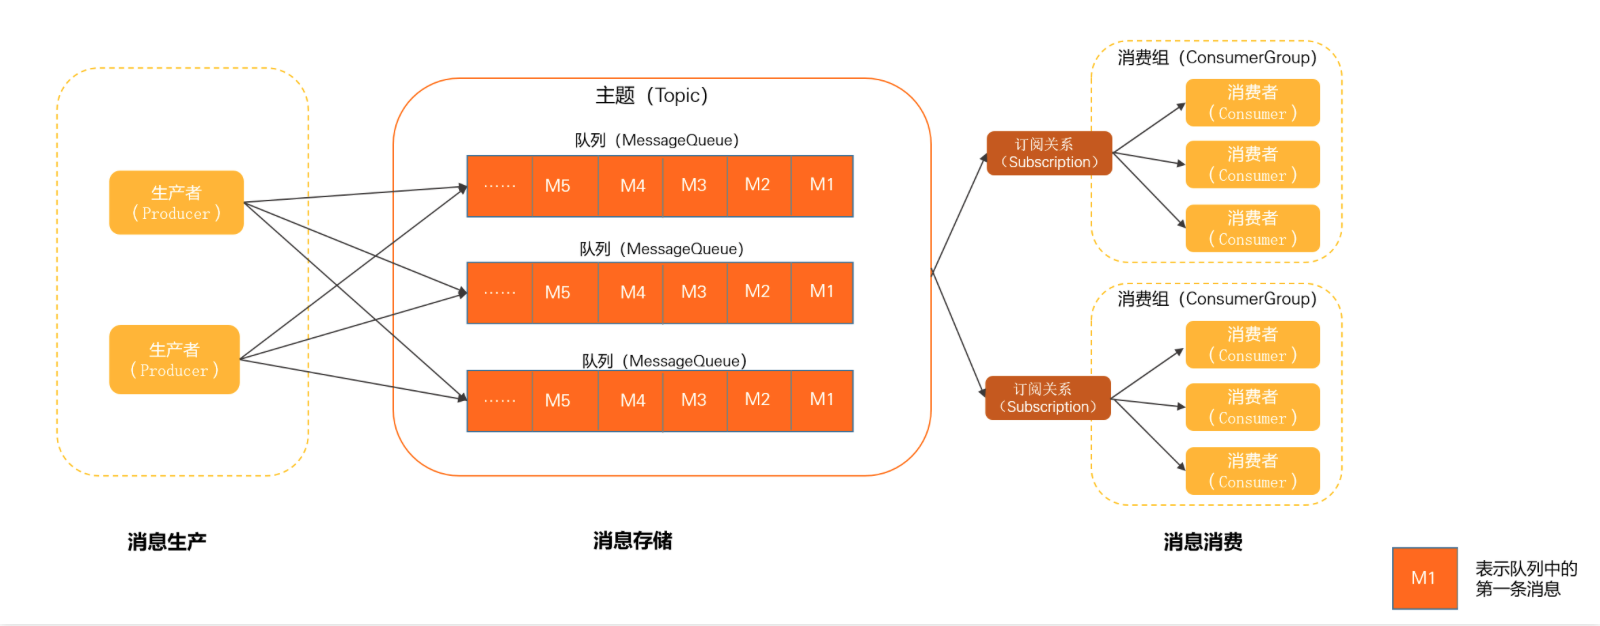 生产者
（Producer）
生产者
（Producer）
消息生产
主题（Topic）
队列（MessageQueue）
…… M5 M4 M3 M2 M1
队列（MessageQueue）
…… M5 M4 M3 M2 M1
队列（MessageQueue）
…… M5 M4 M3 M2 M1
消息存储
订阅关系
（Subscription）
消费组（ConsumerGroup）
消费者
（Consumer）
消费者
（Consumer）
消费者
（Consumer）
订阅关系
（Subscription）
消费组（ConsumerGroup）
消费者
（Consumer）
消费者
（Consumer）
消费者
（Consumer）
消息消费
M1
表示队列中的
第一条消息